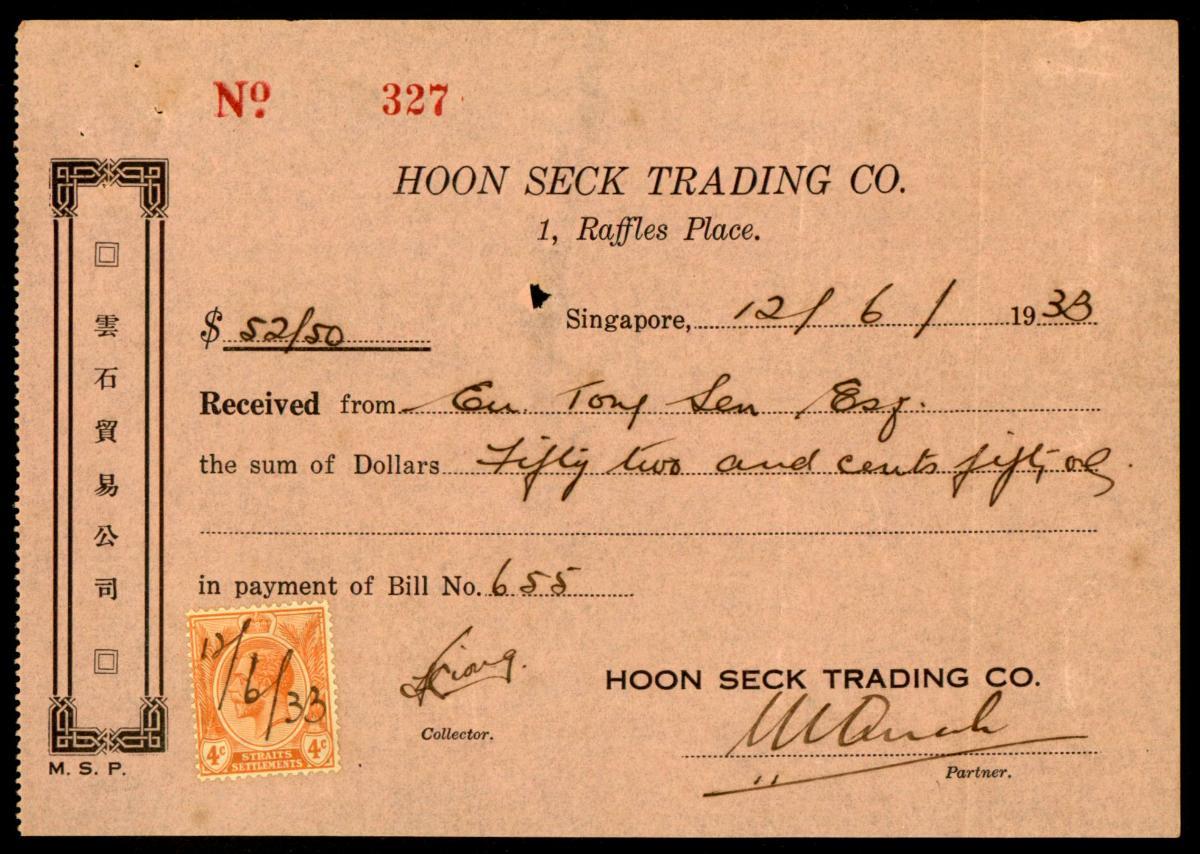 Nº 327
HOON SECK TRADING CO.
1, Raffles Place.
$ 52/50
Singapore, 12/6/ 1933
Received from Eu Tong Sen Esq.
the sum of Dollars Fifty two and cents fifty
in payment of Bill No. 655
雲石貿易公司
M. S. P.
12/6/33
4c 4c
STRAITS
SETTLEMENTS
Collector.
HOON SECK TRADING CO.
Partner.